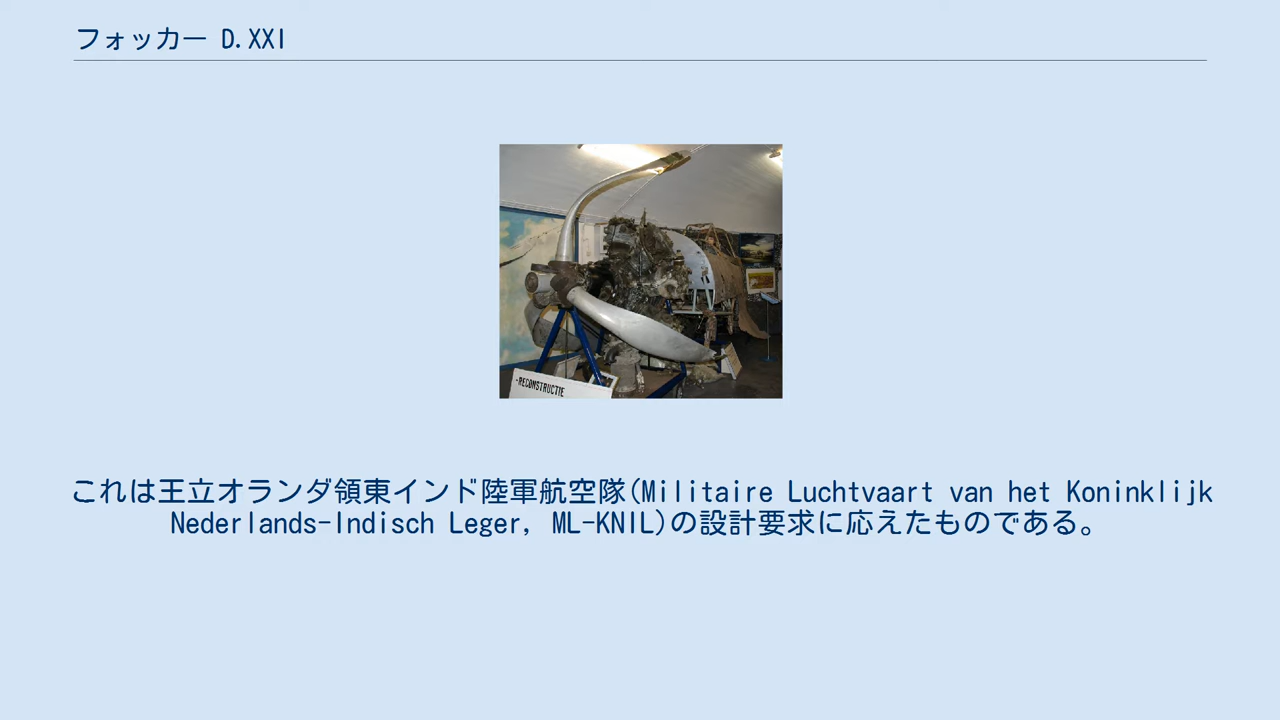 フォッカー D.XXI
-RECONSTRUCTIE
これは王立オランダ領東インド陸軍航空隊(Militaire Luchtvaart van het Koninklijk
Nederlands-Indisch Leger, ML-KNIL)の設計要求に応えたものである。